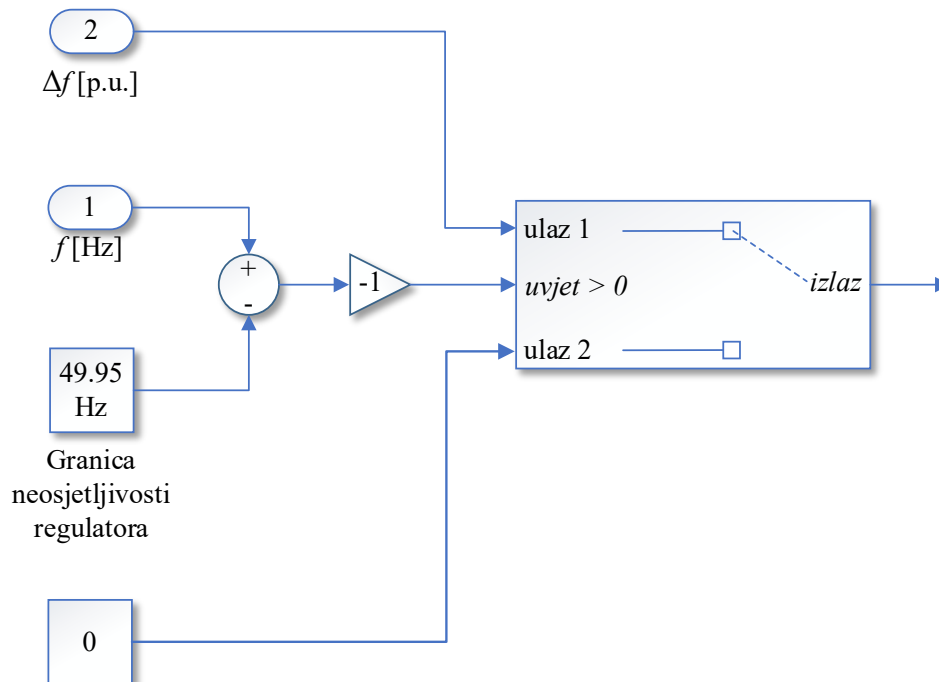 2
Δf [p.u.]
1
f [Hz]
+
-
-1
49.95
Hz
Granica
neosjetljivosti
regulatora
0
ulaz 1
uvjet > 0
izlaz
ulaz 2